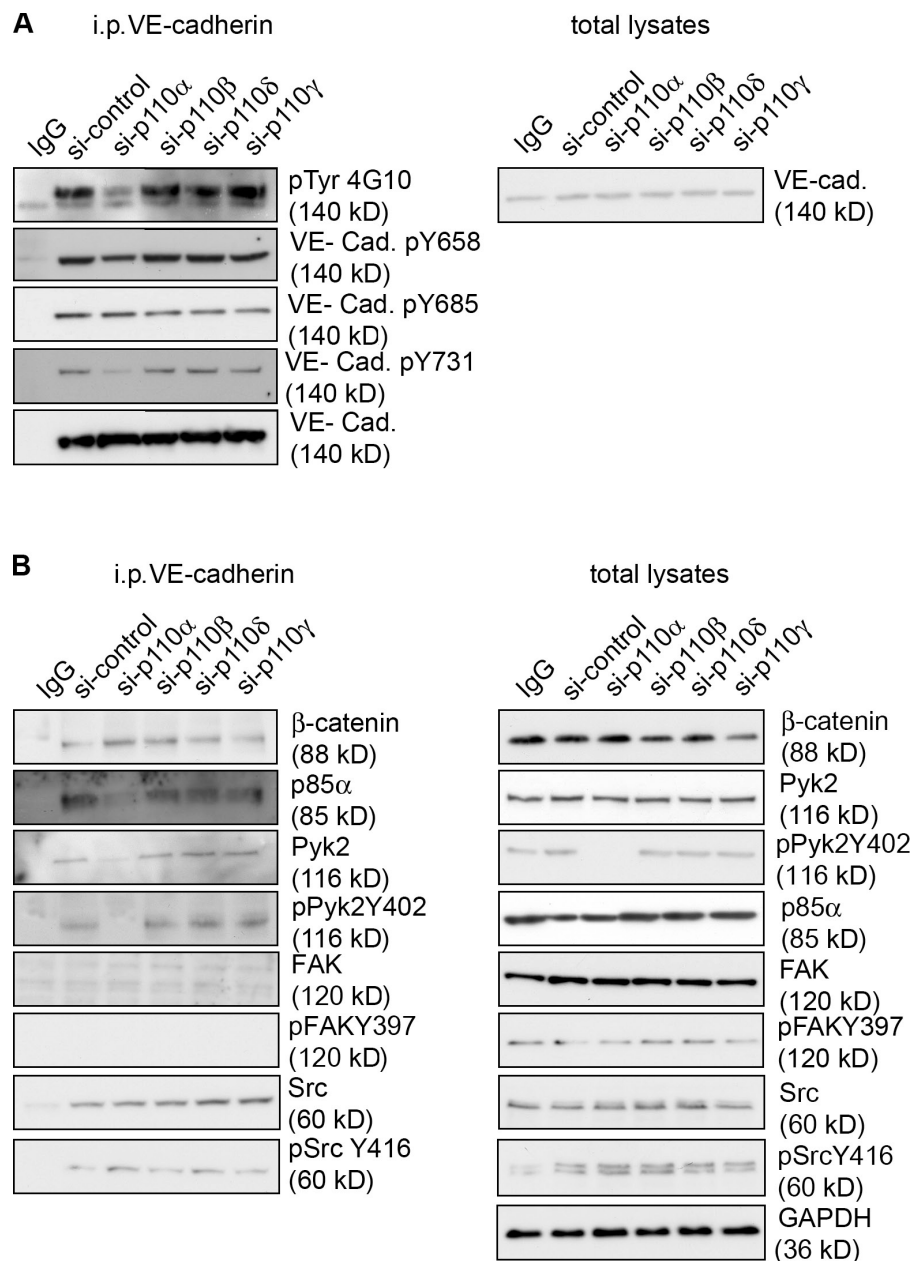 A
i.p.VE-cadherin
total lysates
IgG
si-control
si-p110α
si-p110β
si-p110δ
si-p110γ
IgG
si-control
si-p110α
si-p110β
si-p110δ
si-p110γ
pTyr 4G10
(140 kD)
VE- Cad. pY658
(140 kD)
VE- Cad. pY685
(140 kD)
VE- Cad. pY731
(140 kD)
VE- Cad.
(140 kD)
VE-cad.
(140 kD)
B
i.p.VE-cadherin
total lysates
IgG
si-control
si-p110α
si-p110β
si-p110δ
si-p110γ
IgG
si-control
si-p110α
si-p110β
si-p110δ
si-p110γ
β-catenin
(88 kD)
p85α
(85 kD)
Pyk2
(116 kD)
pPyk2Y402
(116 kD)
FAK
(120 kD)
pFAKY397
(120 kD)
Src
(60 kD)
pSrc Y416
(60 kD)
β-catenin
(88 kD)
Pyk2
(116 kD)
pPyk2Y402
(116 kD)
p85α
(85 kD)
FAK
(120 kD)
pFAKY397
(120 kD)
Src
(60 kD)
pSrcY416
(60 kD)
GAPDH
(36 kD)